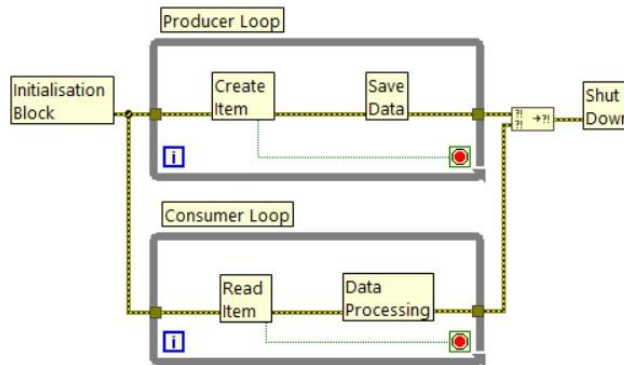 Producer Loop
Initialisation
Block
Create
Item
Save
Data
i
?!
?!
→?!
Shut
Down
Consumer Loop
Read
Item
Data
Processing
i